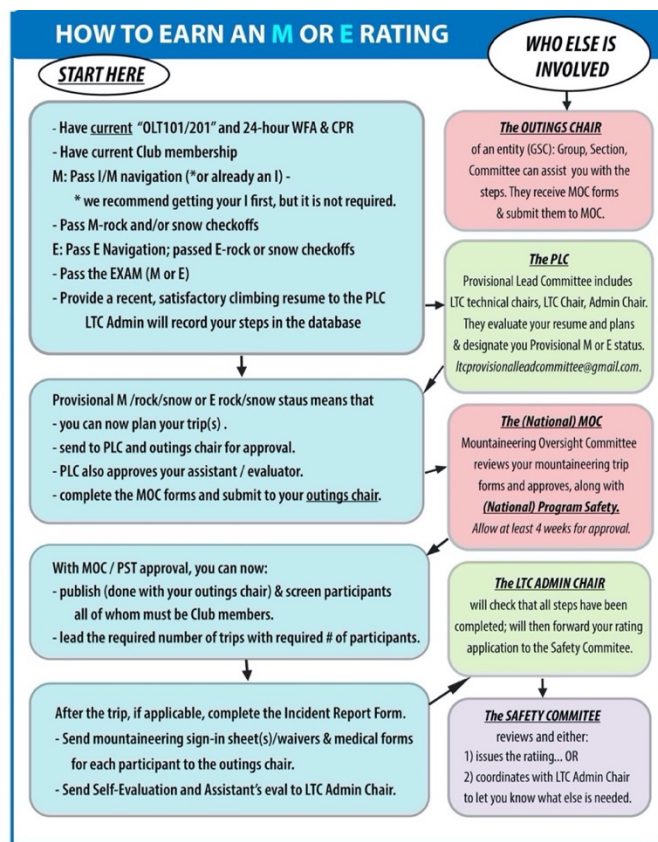 HOW TO EARN AN M OR E RATING
START HERE
- Have current "OLT101/201" and 24-hour WFA & CPR
- Have current Club membership
M: Pass I/M navigation (*or already an I) -
* we recommend getting your I first, but it is not required.
- Pass M-rock and/or snow checkoffs
E: Pass E Navigation; passed E-rock or snow checkoffs
- Pass the EXAM (M or E)
- Provide a recent, satisfactory climbing resume to the PLC
LTC Admin will record your steps in the database
Provisional M /rock/snow or E rock/snow staus means that
- you can now plan your trip(s) .
- send to PLC and outings chair for approval.
- PLC also approves your assistant / evaluator.
- complete the MOC forms and submit to your outings chair.
With MOC / PST approval, you can now:
- publish (done with your outings chair) & screen participants
all of whom must be Club members.
- lead the required number of trips with required # of participants.
After the trip, if applicable, complete the Incident Report Form.
- Send mountaineering sign-in sheet(s)/waivers & medical forms
for each participant to the outings chair.
- Send Self-Evaluation and Assistant's eval to LTC Admin Chair.
WHO ELSE IS
INVOLVED
The OUTINGS CHAIR
of an entity (GSC): Group, Section,
Committee can assist you with the
steps. They receive MOC forms
& submit them to MOC.
The PLC
Provisional Lead Committee includes
LTC technical chairs, LTC Chair, Admin Chair.
They evaluate your resume and plans
& designate you Provisional M or E status.
ltcprovisionalleadcommittee@gmail.com.
The (National) MOC
Mountaineering Oversight Committee
reviews your mountaineering trip
forms and approves, along with
(National) Program Safety.
Allow at least 4 weeks for approval.
The LTC ADMIN CHAIR
will check that all steps have been
completed; will then forward your rating
application to the Safety Commitee.
The SAFETY COMMITEE
reviews and either:
1) issues the ratiing... OR
2) coordinates with LTC Admin Chair
to let you know what else is needed.